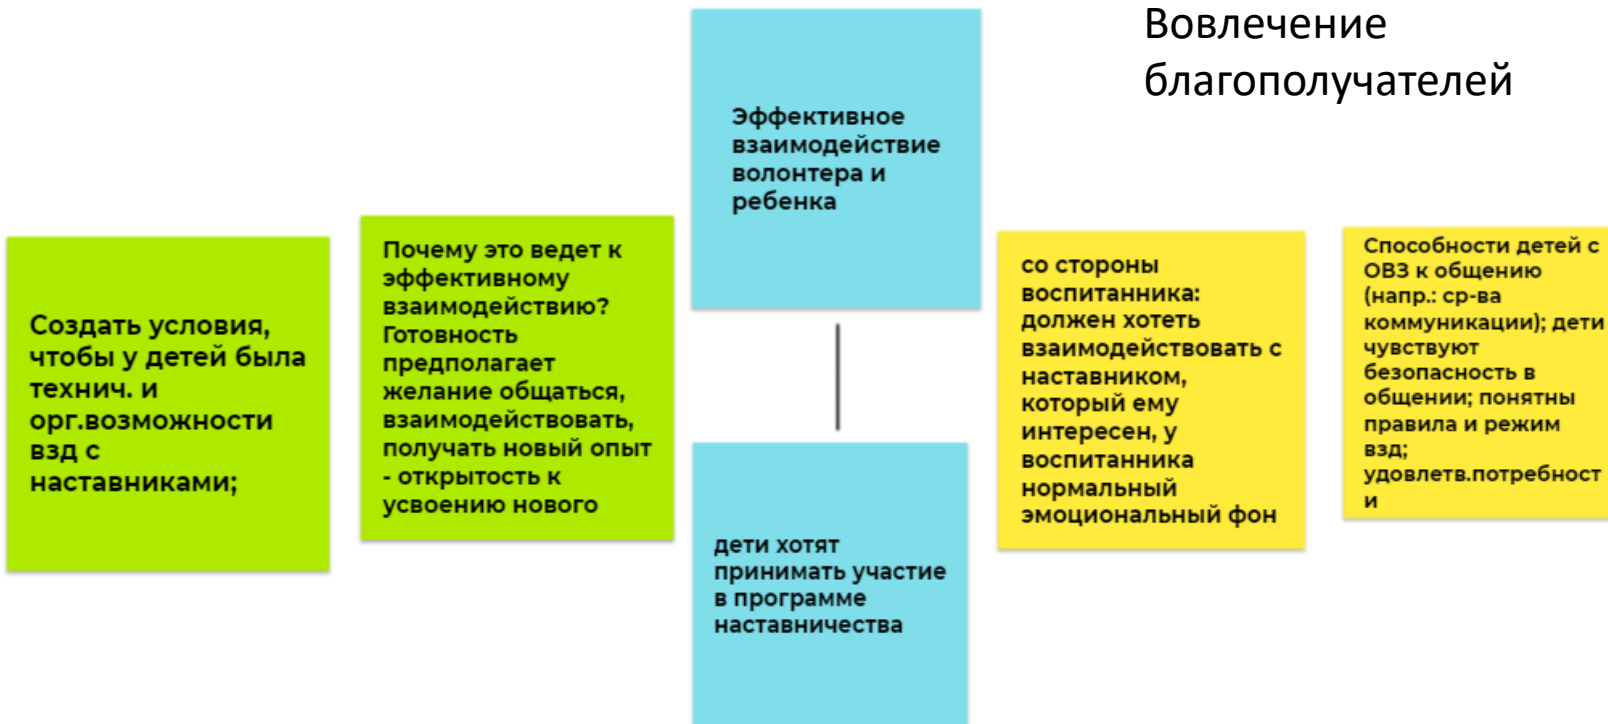 Вовлечение
благополучателей
Эффективное
взаимодействие
волонтера и
ребенка
Создать условия,
чтобы у детей была
технич. и
орг.возможности
взд с
наставниками;
Почему это ведет к
эффективному
взаимодействию?
Готовность
предполагает
желание общаться,
взаимодействовать,
получать новый опыт
- открытость к
усвоению нового
со стороны
воспитанника:
должен хотеть
взаимодействовать с
наставником,
который ему
интересен, у
воспитанника
нормальный
эмоциональный фон
Способности детей с
ОВЗ к общению
(напр.: ср-ва
коммуникации); дети
чувствуют
безопасность в
общении; понятны
правила и режим
взд;
удовлетв.потребност
и
дети хотят
принимать участие
в программе
наставничества